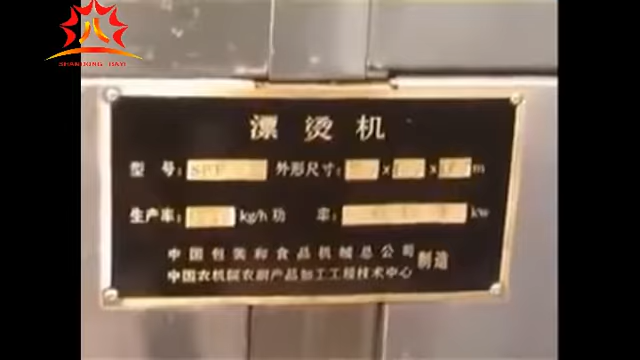 SHANDONG BAYI
漂烫机
型 号: 外形尺寸: x x m
生产率: kg/h 功 率: kw
中国包装和食品机械总公司 制造
中国农机院农副产品加工工程技术中心